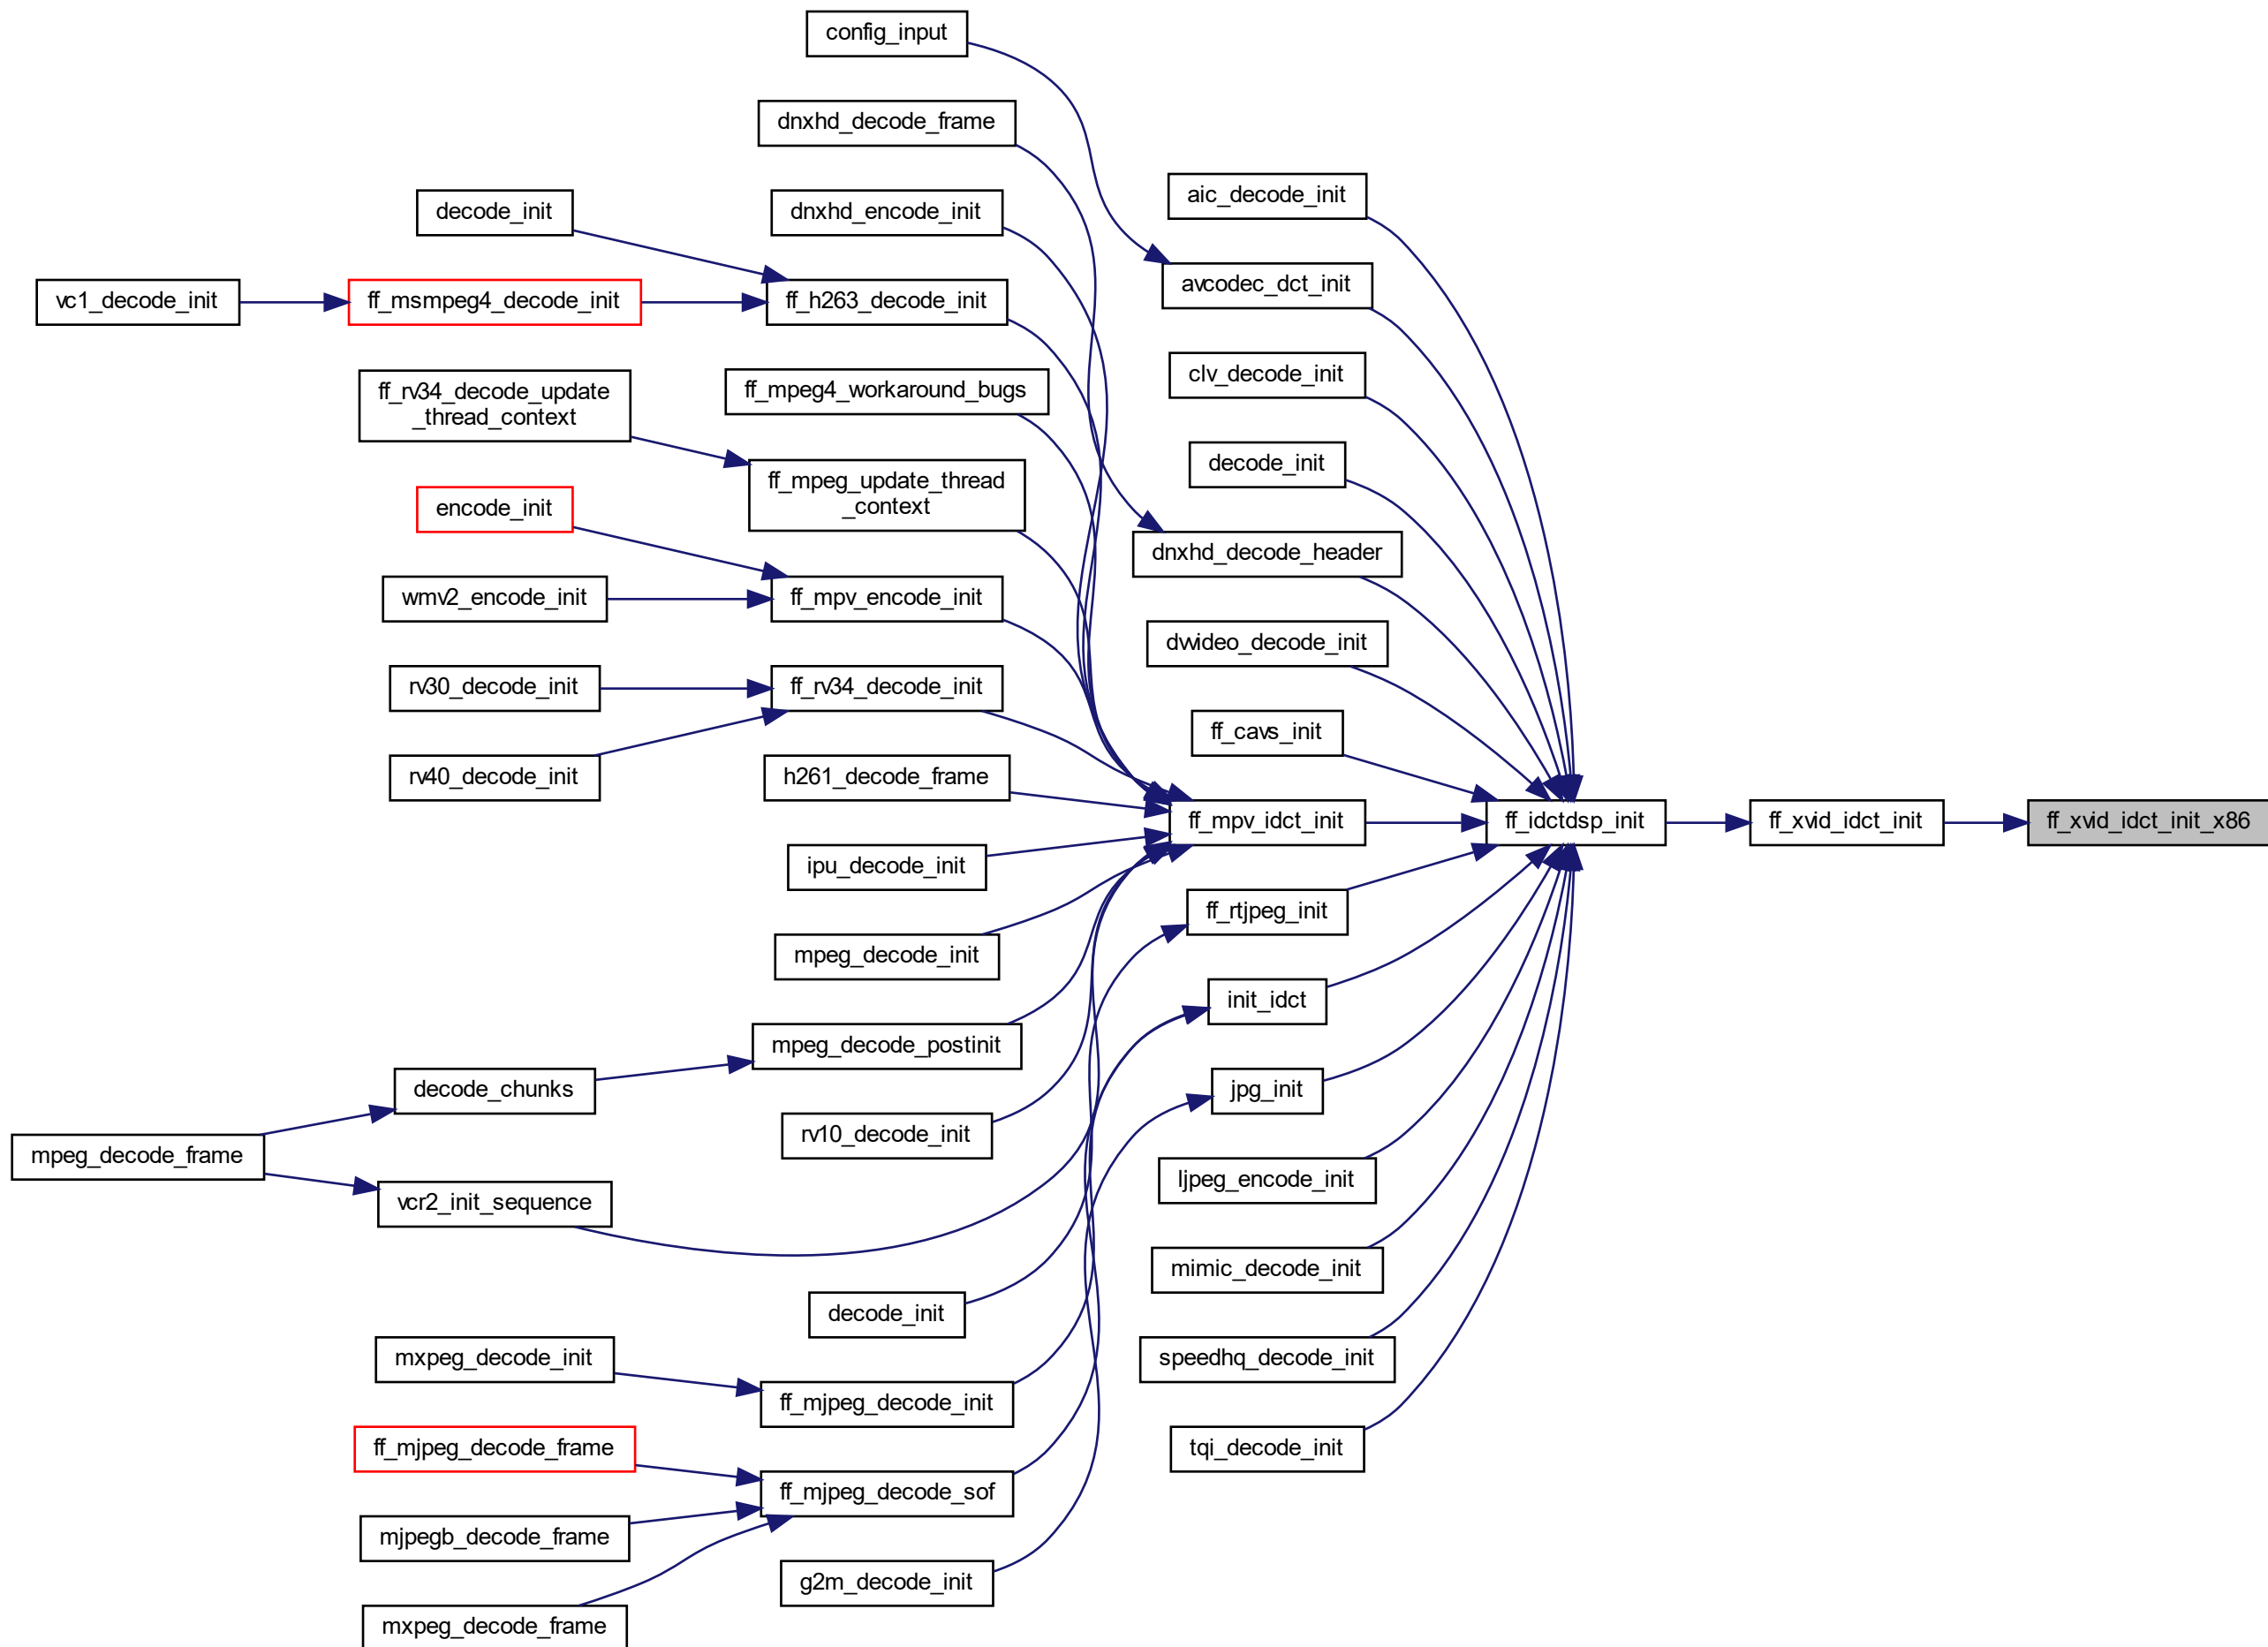 config_input
dnxhd_decode_frame
aic_decode_init
decode_init
dnxhd_encode_init
avcodec_dct_init
vc1_decode_init
ff_msmpeg4_decode_init
ff_h263_decode_init
clv_decode_init
ff_rv34_decode_update
_thread_context
ff_mpeg4_workaround_bugs
decode_init
ff_mpeg_update_thread
_context
encode_init
dnxhd_decode_header
wmv2_encode_init
ff_mpv_encode_init
dwideo_decode_init
rv30_decode_init
ff_rv34_decode_init
ff_cavs_init
rv40_decode_init
h261_decode_frame
ff_mpv_idct_init
ff_idctdsp_init
ff_xvid_idct_init
ff_xvid_idct_init_x86
ipu_decode_init
ff_rtjpeg_init
mpeg_decode_init
init_idct
mpeg_decode_postinit
decode_chunks
jpg_init
rv10_decode_init
mpeg_decode_frame
ljpeg_encode_init
vcr2_init_sequence
mimic_decode_init
decode_init
mxpeg_decode_init
speedhq_decode_init
ff_mjpeg_decode_init
ff_mjpeg_decode_frame
tqi_decode_init
ff_mjpeg_decode_sof
mjpegb_decode_frame
g2m_decode_init
mxpeg_decode_frame